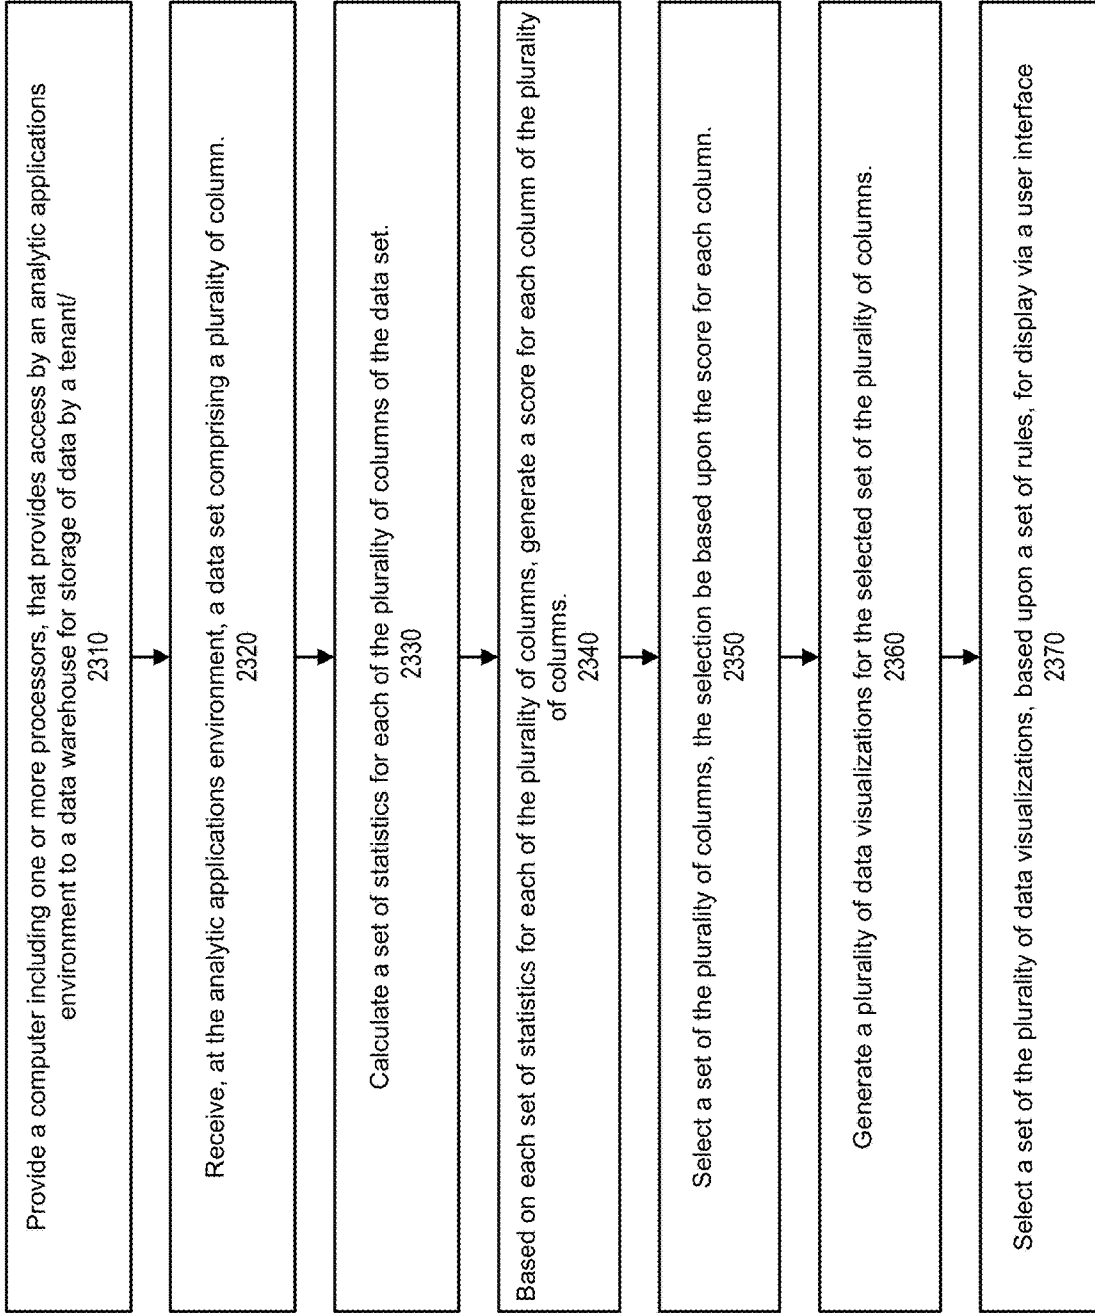 Provide a computer including one or more processors, that provides access by an analytic applications
environment to a data warehouse for storage of data by a tenant/
2310
Receive, at the analytic applications environment, a data set comprising a plurality of column.
2320
Calculate a set of statistics for each of the plurality of columns of the data set.
2330
Based on each set of statistics for each of the plurality of columns, generate a score for each column of the plurality
of columns.
2340
Select a set of the plurality of columns, the selection be based upon the score for each column.
2350
Generate a plurality of data visualizations for the selected set of the plurality of columns.
2360
Select a set of the plurality of data visualizations, based upon a set of rules, for display via a user interface
2370